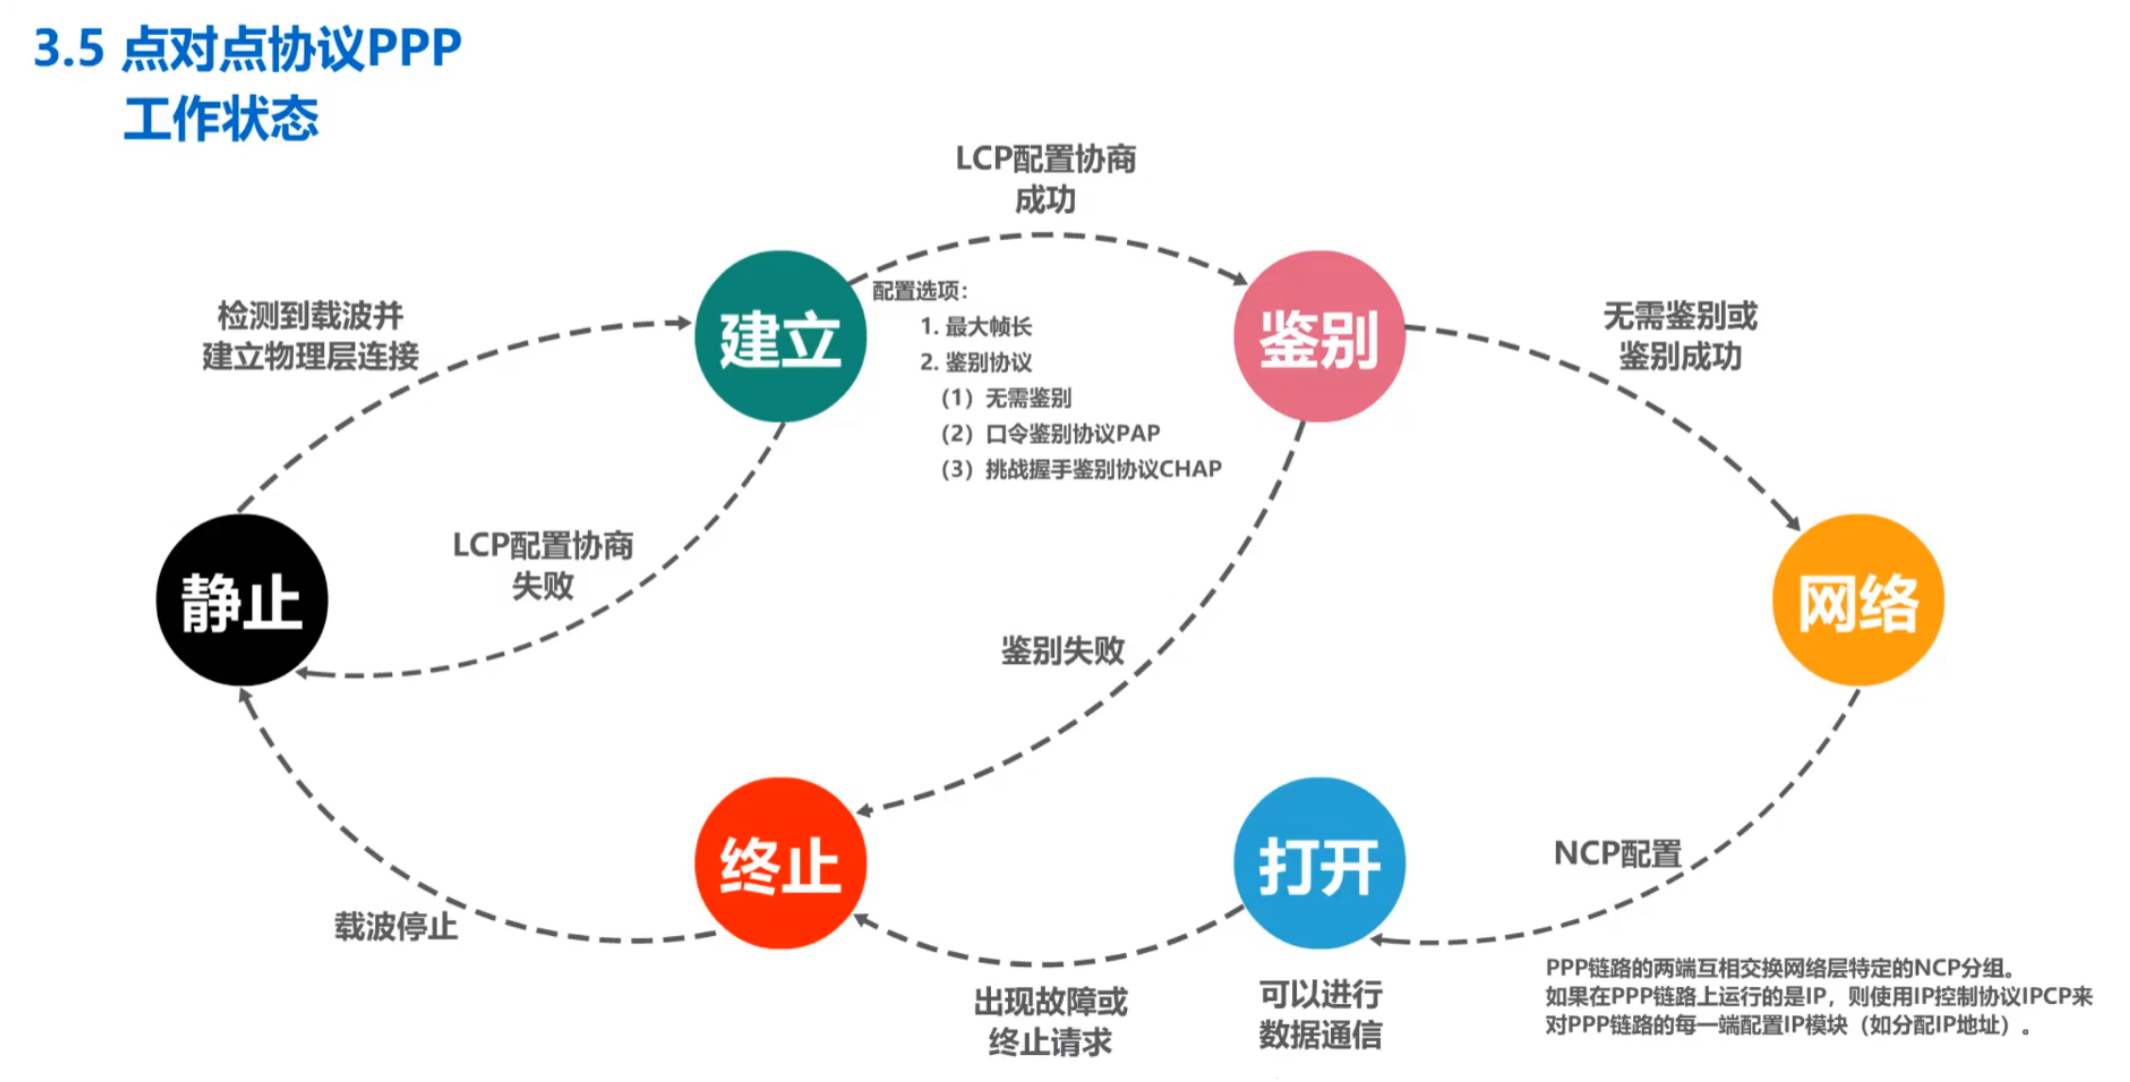 3.5 点对点协议PPP
工作状态
LCP配置协商
成功
检测到载波并
建立物理层连接
建立
配置选项：
1. 最大帧长
2. 鉴别协议
（1）无需鉴别
（2）口令鉴别协议PAP
（3）挑战握手鉴别协议CHAP
鉴别
无需鉴别或
鉴别成功
静止
LCP配置协商
失败
鉴别失败
网络
终止
打开
NCP配置
载波停止
出现故障或
终止请求
可以进行
数据通信
PPP链路的两端互相交换网络层特定的NCP分组。
如果在PPP链路上运行的是IP，则使用IP控制协议IPCP来
对PPP链路的每一端配置IP模块（如分配IP地址）。